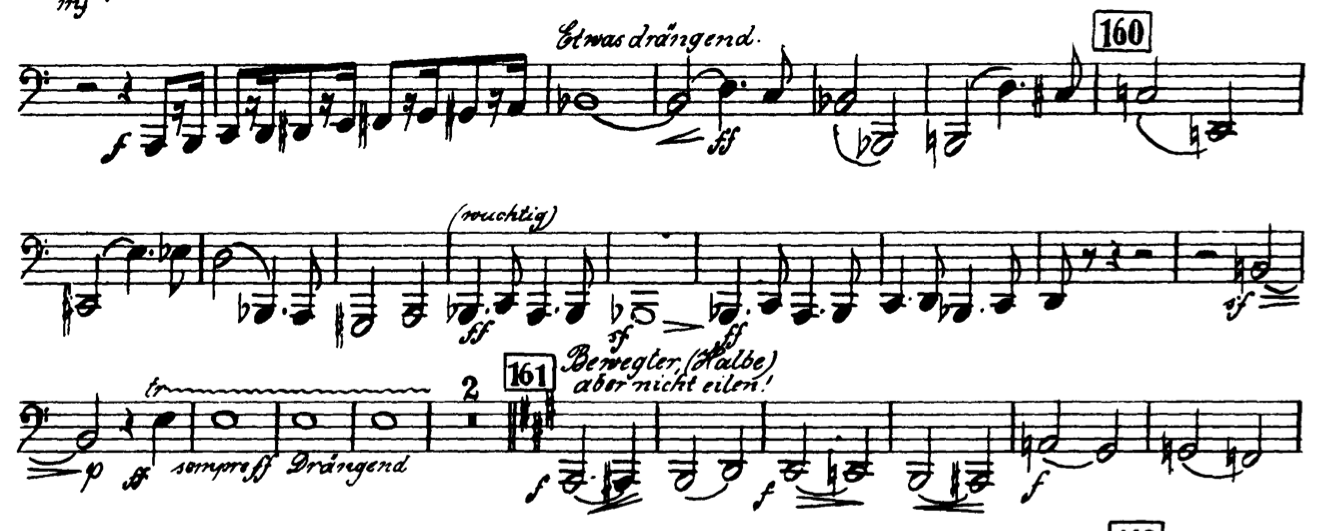 mf
Etwas drängend.
160
f ff
(wuchtig)
ff sf ff sf
161 Bewegter, (Halbe)
aber nicht eilen!
tr 2
p ff sempre ff Drängend f f f